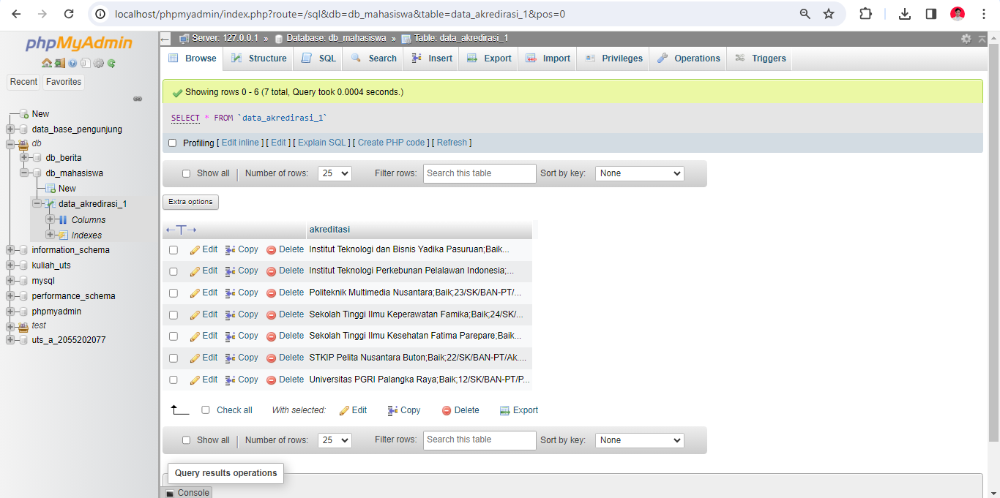 localhost/phpmyadmin/index.php?route=/sql&db=db_mahasiswa&table=data_akredirasi_1&pos=0
phpMyAdmin
Recent Favorites
New
data_base_pengunjung
db
db_berita
db_mahasiswa
New
data_akredirasi_1
Columns
Indexes
information_schema
kuliah_uts
mysql
performance_schema
phpmyadmin
test
uts_a_2055202077
Server: 127.0.0.1 » Database: db_mahasiswa » Table: data_akredirasi_1
Browse Structure SQL Search Insert Export Import Privileges Operations Triggers
Showing rows 0 - 6 (7 total, Query took 0.0004 seconds.)
SELECT * FROM `data_akredirasi_1`
Profiling [ Edit inline ] [ Edit ] [ Explain SQL ] [ Create PHP code ] [ Refresh ]
Show all | Number of rows: 25 Filter rows: Search this table Sort by key: None
Extra options
←T→ akreditasi
Edit Copy Delete Institut Teknologi dan Bisnis Yadika Pasuruan;Baik...
Edit Copy Delete Institut Teknologi Perkebunan Pelalawan Indonesia;...
Edit Copy Delete Politeknik Multimedia Nusantara;Baik;23/SK/BAN-PT/...
Edit Copy Delete Sekolah Tinggi Ilmu Keperawatan Famika;Baik;24/SK/...
Edit Copy Delete Sekolah Tinggi Ilmu Kesehatan Fatima Parepare;Baik...
Edit Copy Delete STKIP Pelita Nusantara Buton;Baik;22/SK/BAN-PT/Ak....
Edit Copy Delete Universitas PGRI Palangka Raya;Baik;12/SK/BAN-PT/P...
Check all With selected: Edit Copy Delete Export
Show all | Number of rows: 25 Filter rows: Search this table Sort by key: None
Query results operations
Console